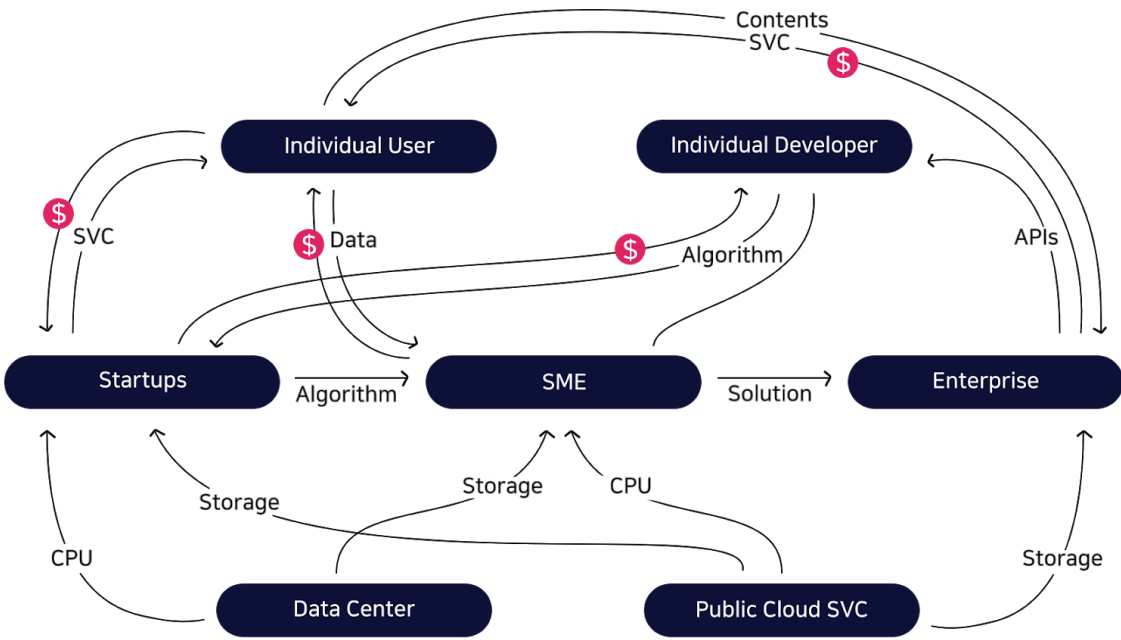 Contents
SVC
$
Individual User
Individual Developer
$
SVC
$
Data
$
Algorithm
APIs
Startups
Algorithm
SME
Solution
Enterprise
Storage
Storage
CPU
CPU
Storage
Data Center
Public Cloud SVC